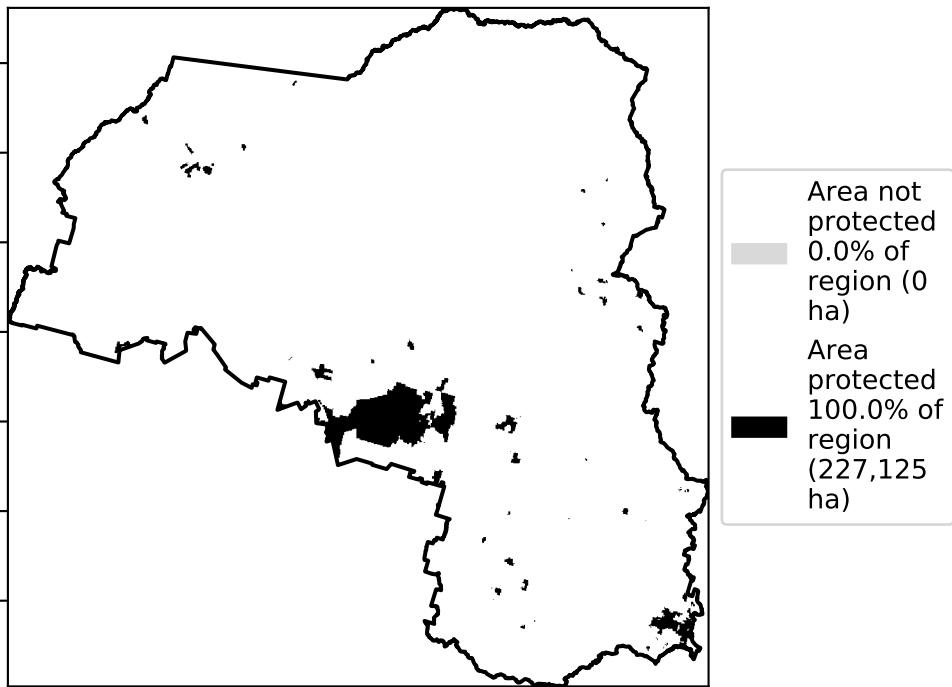 Area not
protected
0.0% of
region (0
ha)
Area
protected
100.0% of
region
(227,125
ha)